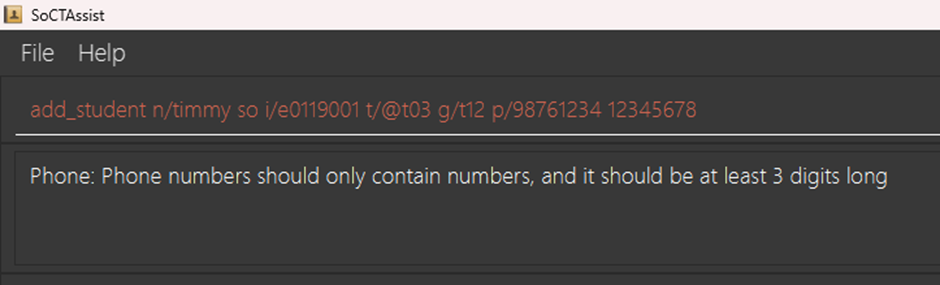 SoCTAssist
File Help
add_student n/timmy so i/e0119001 t/@t03 g/t12 p/98761234 12345678
Phone: Phone numbers should only contain numbers, and it should be at least 3 digits long